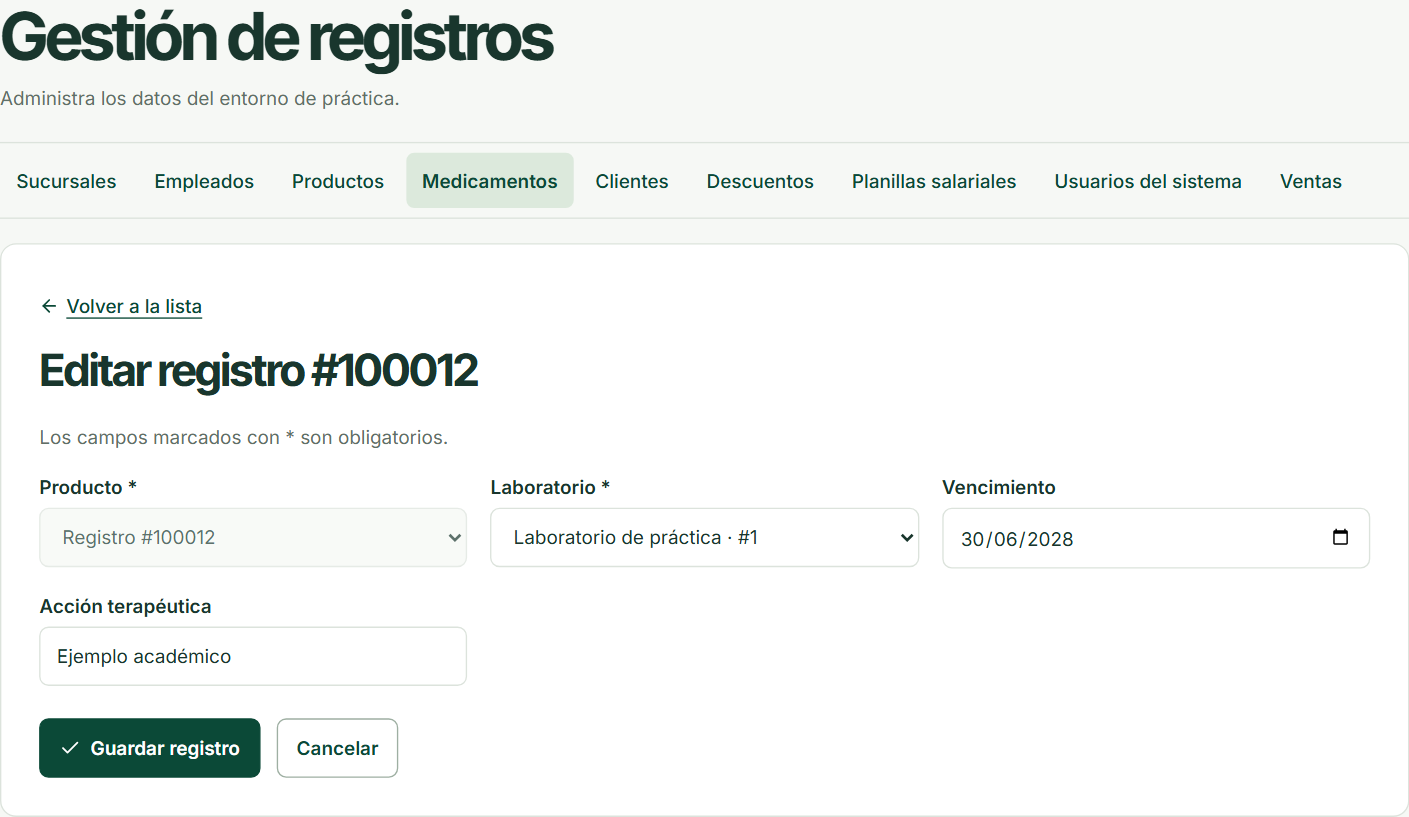 Gestión de registros
Administra los datos del entorno de práctica.
Sucursales Empleados Productos Medicamentos Clientes Descuentos Planillas salariales Usuarios del sistema Ventas
← Volver a la lista
Editar registro #100012
Los campos marcados con * son obligatorios.
Producto * Laboratorio * Vencimiento
Registro #100012 Laboratorio de práctica · #1 30/06/2028
Acción terapéutica
Ejemplo académico
Guardar registro Cancelar